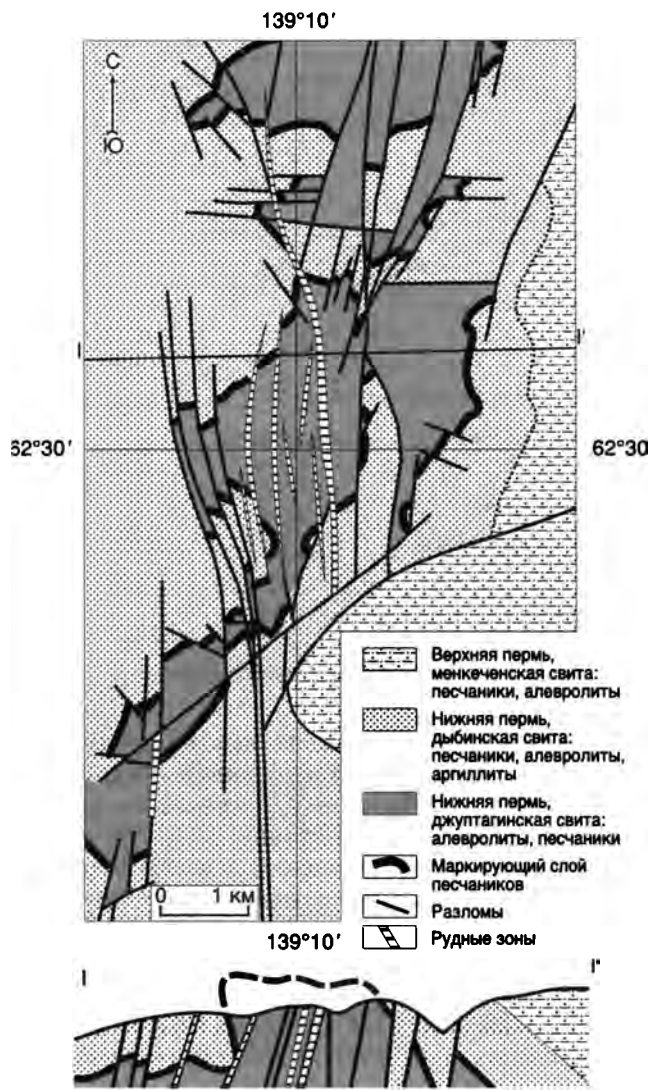 139°10′
С
Ю
I
I′
62°30′
62°30
Верхняя пермь,
менкеченская свита:
песчаники, алевролиты
Нижняя пермь,
дыбинская свита:
песчаники, алевролиты,
аргиллиты
Нижняя пермь,
джуптагинская свита:
алевролиты, песчаники
Маркирующий слой
песчаников
0 1 км
Разломы
139°10′
Рудные зоны
I
I"